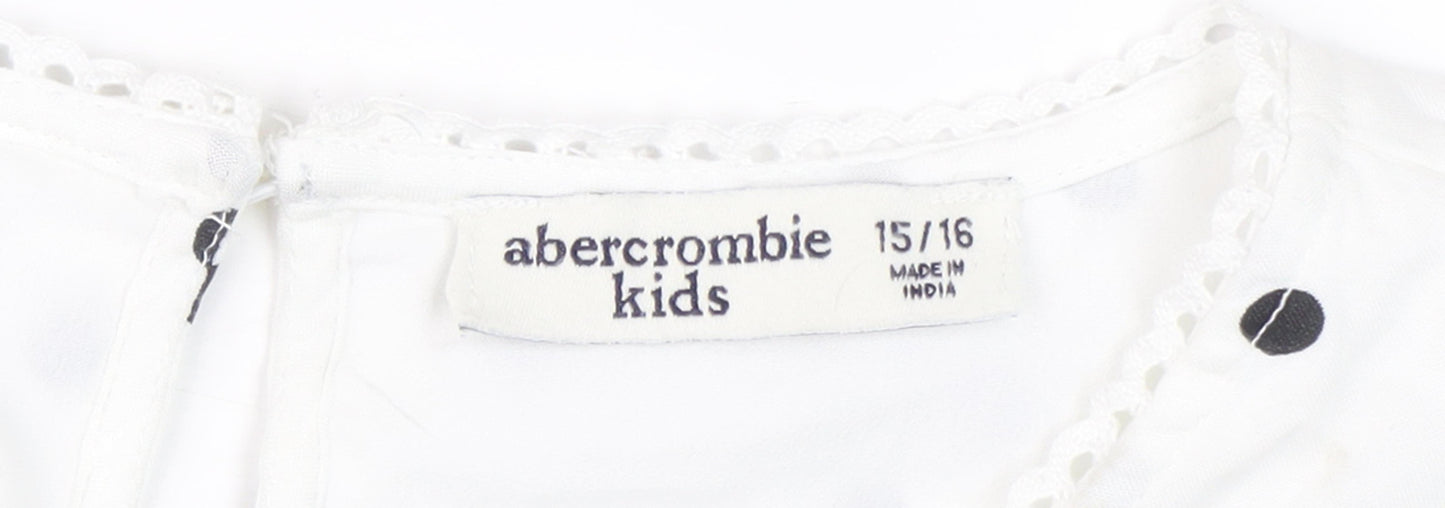 abercrombie
kids
15/16
MADE IN
INDIA